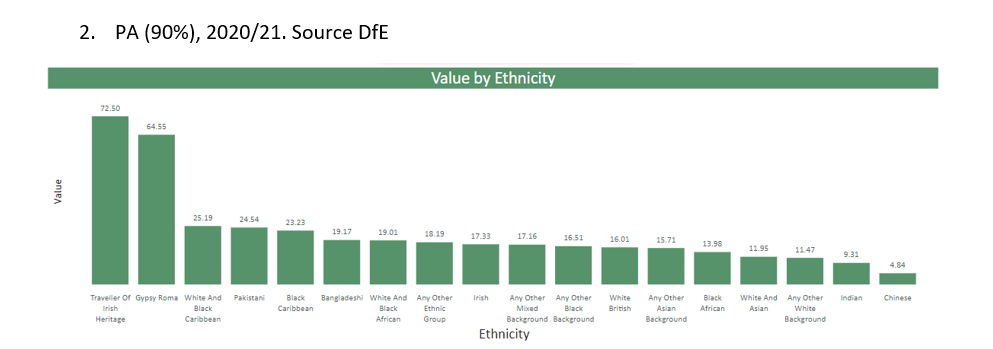 2. PA (90%), 2020/21. Source DfE
Value by Ethnicity
72.50
64.55
25.19
24.54
23.23
19.17
19.01
18.19
17.33
17.16
16.51
16.01
15.71
13.98
11.95
11.47
9.31
4.84
Value
Traveller Of
Irish
Heritage
Gypsy Roma
White And
Black
Caribbean
Pakistani
Black
Caribbean
Bangladeshi
White And
Black
African
Any Other
Ethnic
Group
Irish
Any Other
Mixed
Background
Any Other
Black
Background
White
British
Any Other
Asian
Background
Black
African
White And
Asian
Any Other
White
Background
Indian
Chinese
Ethnicity